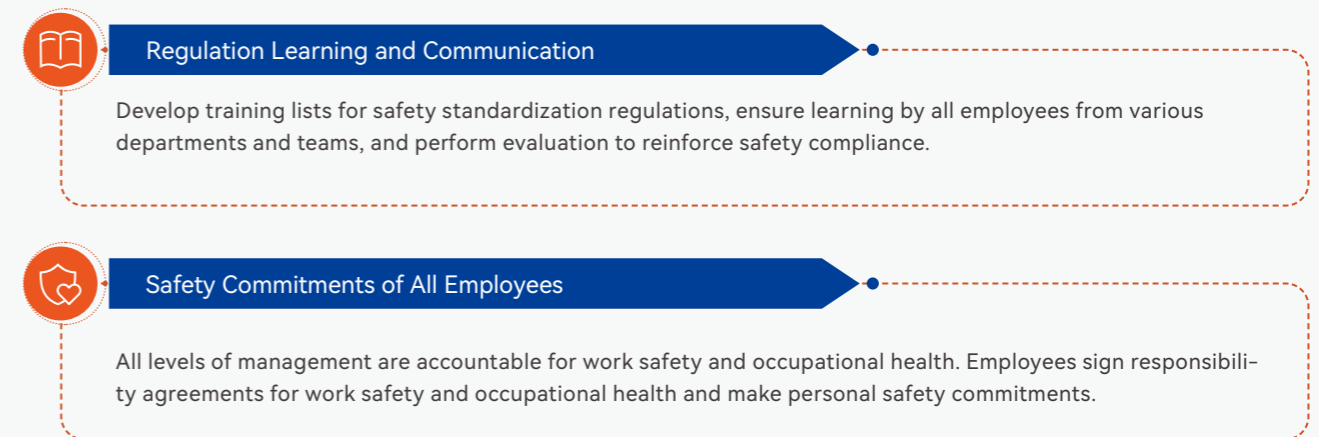 Regulation Learning and Communication
Develop training lists for safety standardization regulations, ensure learning by all employees from various
departments and teams, and perform evaluation to reinforce safety compliance.
Safety Commitments of All Employees
All levels of management are accountable for work safety and occupational health. Employees sign responsibili-
ty agreements for work safety and occupational health and make personal safety commitments.